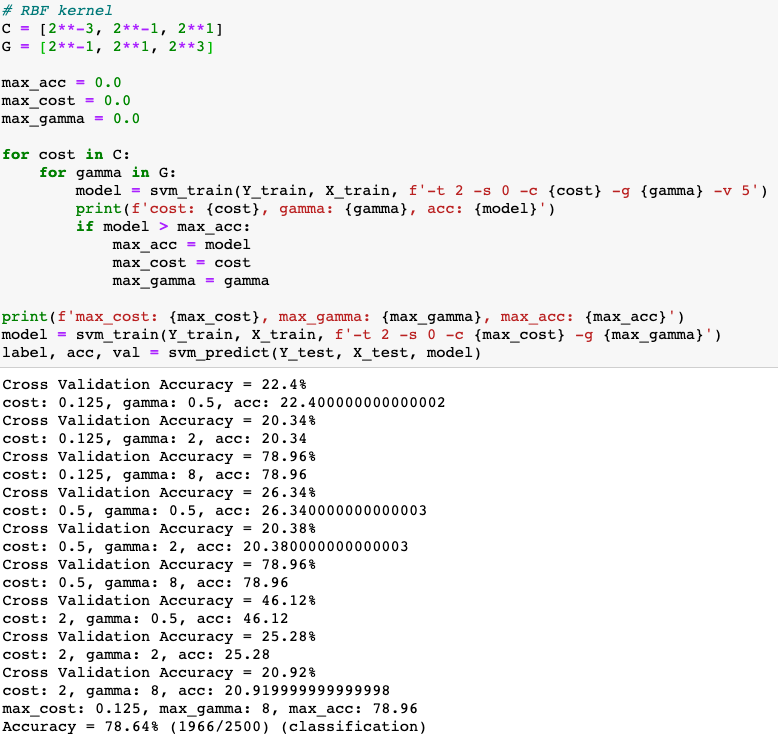 # RBF kernel
C = [2**-3, 2**-1, 2**1]
G = [2**-1, 2**1, 2**3]
max_acc = 0.0
max_cost = 0.0
max_gamma = 0.0
for cost in C:
    for gamma in G:
        model = svm_train(Y_train, X_train, f'-t 2 -s 0 -c {cost} -g {gamma} -v 5')
        print(f'cost: {cost}, gamma: {gamma}, acc: {model}')
        if model > max_acc:
            max_acc = model
            max_cost = cost
            max_gamma = gamma
print(f'max_cost: {max_cost}, max_gamma: {max_gamma}, max_acc: {max_acc}')
model = svm_train(Y_train, X_train, f'-t 2 -s 0 -c {max_cost} -g {max_gamma}')
label, acc, val = svm_predict(Y_test, X_test, model)
Cross Validation Accuracy = 22.4%
cost: 0.125, gamma: 0.5, acc: 22.400000000000002
Cross Validation Accuracy = 20.34%
cost: 0.125, gamma: 2, acc: 20.34
Cross Validation Accuracy = 78.96%
cost: 0.125, gamma: 8, acc: 78.96
Cross Validation Accuracy = 26.34%
cost: 0.5, gamma: 0.5, acc: 26.340000000000003
Cross Validation Accuracy = 20.38%
cost: 0.5, gamma: 2, acc: 20.380000000000003
Cross Validation Accuracy = 78.96%
cost: 0.5, gamma: 8, acc: 78.96
Cross Validation Accuracy = 46.12%
cost: 2, gamma: 0.5, acc: 46.12
Cross Validation Accuracy = 25.28%
cost: 2, gamma: 2, acc: 25.28
Cross Validation Accuracy = 20.92%
cost: 2, gamma: 8, acc: 20.919999999999998
max_cost: 0.125, max_gamma: 8, max_acc: 78.96
Accuracy = 78.64% (1966/2500) (classification)